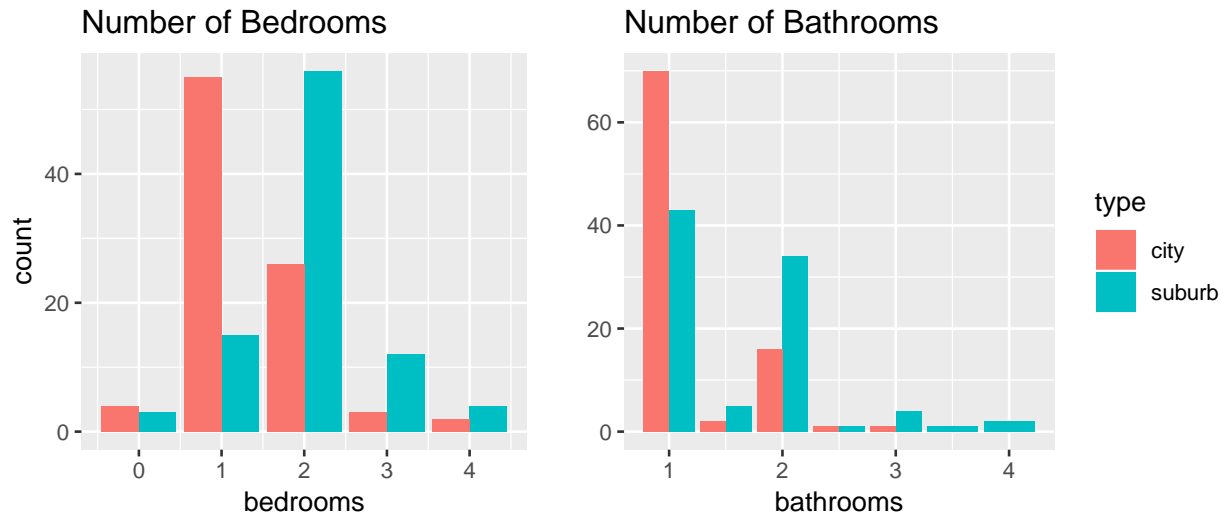 Number of Bedrooms
count
40
20
0
0 1 2 3 4
bedrooms
Number of Bathrooms
60
40
20
0
1 2 3 4
bathrooms
type
city
suburb